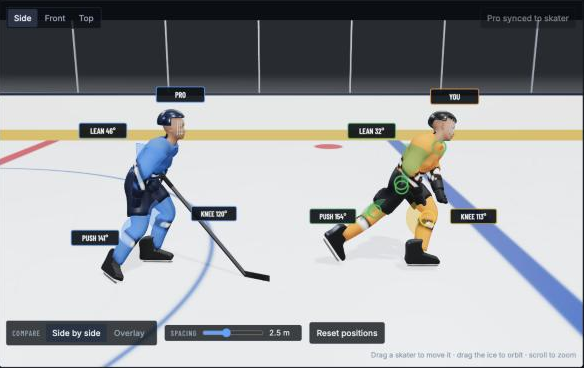 Side Front Top
Pro synced to skater
PRO
YOU
LEAN 46°
LEAN 32°
KNEE 120°
PUSH 154°
KNEE 113°
PUSH 141°
COMPARE Side by side Overlay
SPACING 2.5 m
Reset positions
Drag a skater to move it · drag the ice to orbit · scroll to zoom